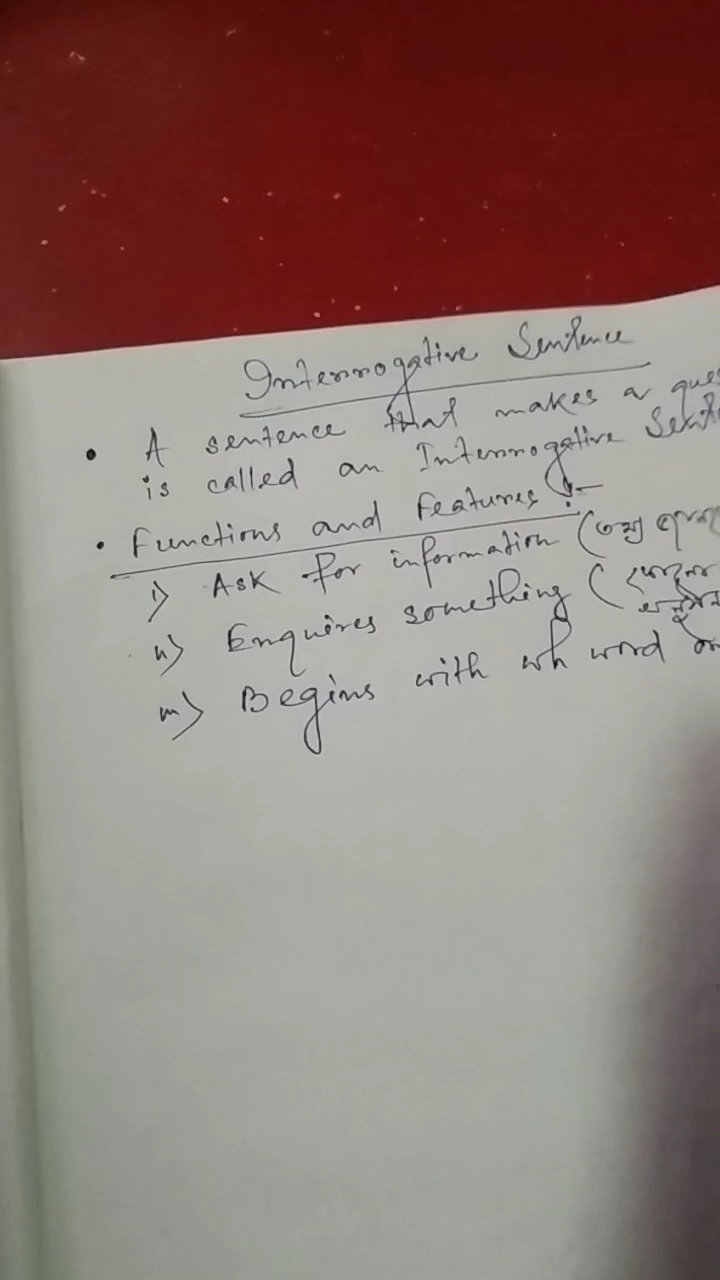 Interrogative Sentence
• A sentence that makes a
is called an Interrogative
• Functions and Features :-
i) Ask for information (তথ্য
ii) Enquires something (
iii) Begins with wh word